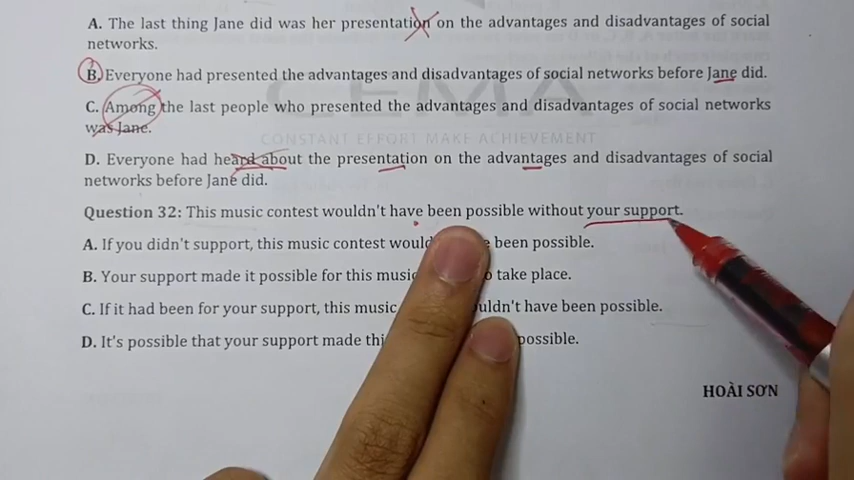 A. The last thing Jane did was her presentation on the advantages and disadvantages of social
networks.
B. Everyone had presented the advantages and disadvantages of social networks before Jane did.
C. Among the last people who presented the advantages and disadvantages of social networks
was Jane.
CONSTANT EFFORT MAKE ACHIEVEMENT
D. Everyone had heard about the presentation on the advantages and disadvantages of social
networks before Jane did.
Question 32: This music contest wouldn't have been possible without your support.
A. If you didn't support, this music contest been possible.
B. Your support made it possible for this music take place.
C. If it had been for your support, this music have been possible.
D. It's possible that your support made possible.
HOÀI SƠN